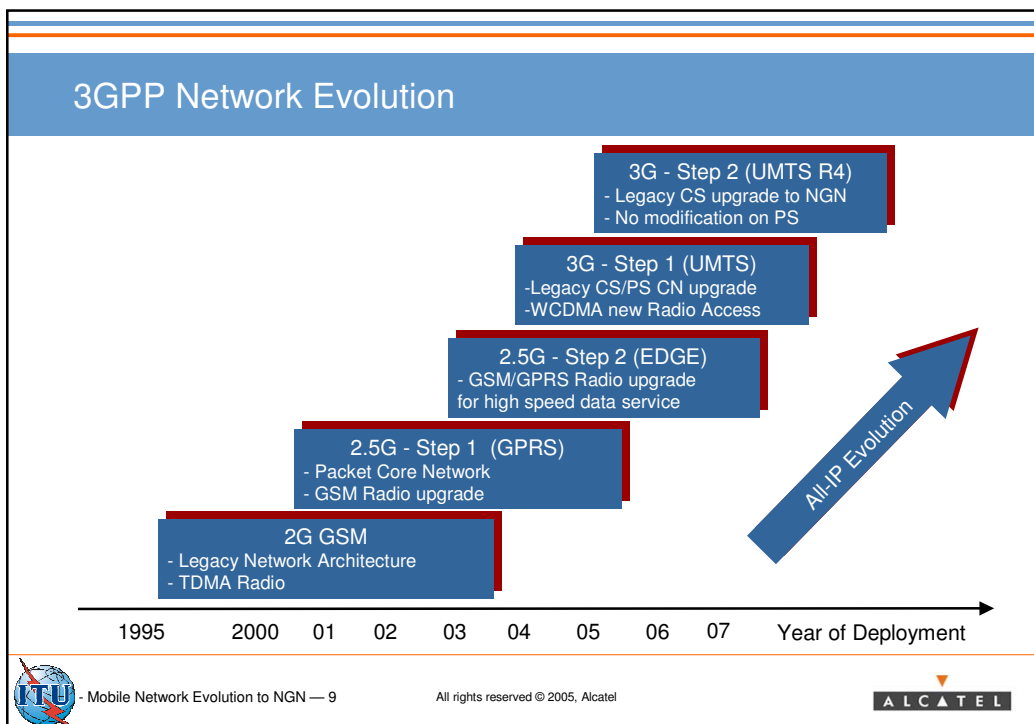 3GPP Network Evolution
3G - Step 2 (UMTS R4)
- Legacy CS upgrade to NGN
- No modification on PS
3G - Step 1 (UMTS)
-Legacy CS/PS CN upgrade
-WCDMA new Radio Access
2.5G - Step 2 (EDGE)
- GSM/GPRS Radio upgrade
for high speed data service
2.5G - Step 1 (GPRS)
- Packet Core Network
- GSM Radio upgrade
2G GSM
- Legacy Network Architecture
- TDMA Radio
All-IP Evolution
1995 2000 01 02 03 04 05 06 07 Year of Deployment
ITU - Mobile Network Evolution to NGN — 9 All rights reserved © 2005, Alcatel ALCATEL